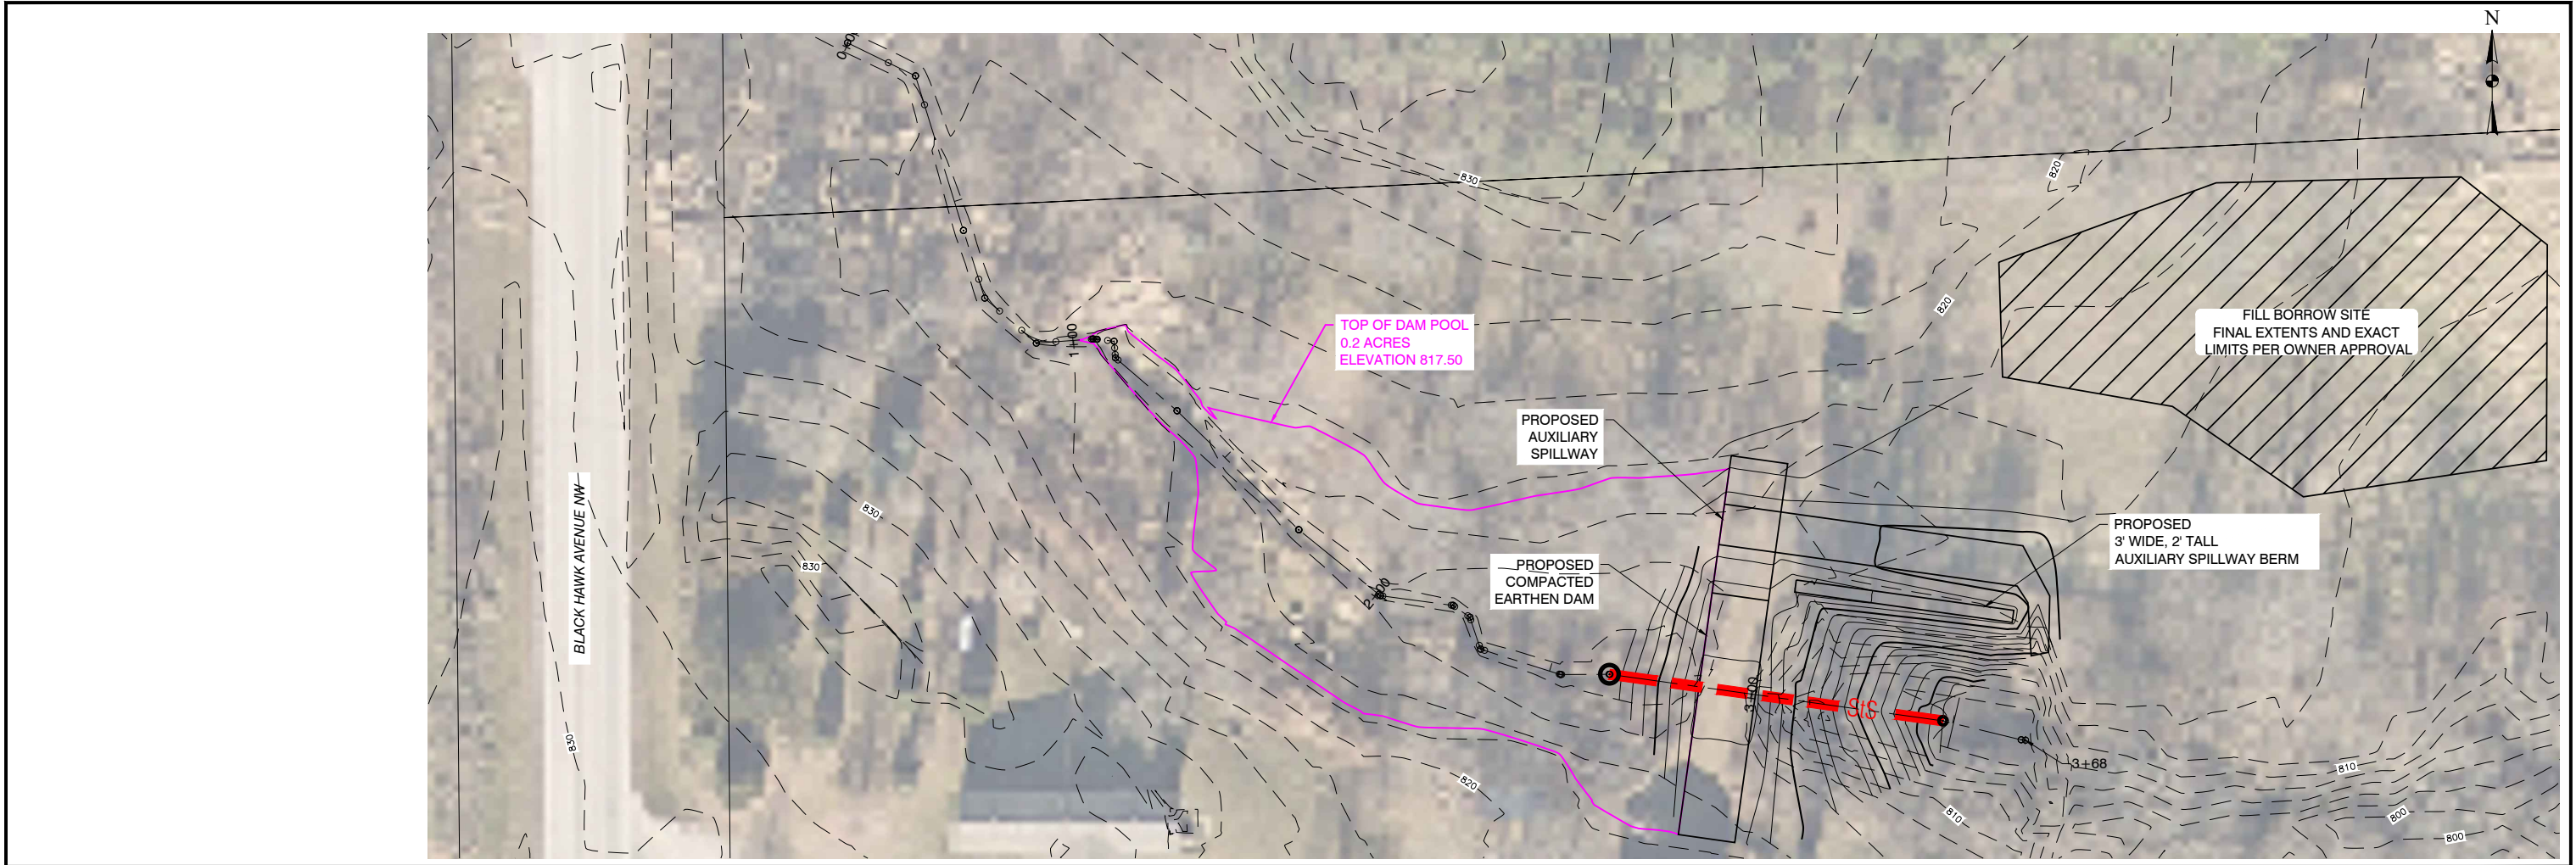 N
0+00
830
820
820
1+00
TOP OF DAM POOL
0.2 ACRES
ELEVATION 817.50
FILL BORROW SITE
FINAL EXTENTS AND EXACT
LIMITS PER OWNER APPROVAL
PROPOSED
AUXILIARY
SPILLWAY
830
BLACK HAWK AVENUE NW
PROPOSED
3' WIDE, 2' TALL
AUXILIARY SPILLWAY BERM
830
PROPOSED
COMPACTED
EARTHEN DAM
2+00
3+00
StS
830
3+68
810
820
810
800
800